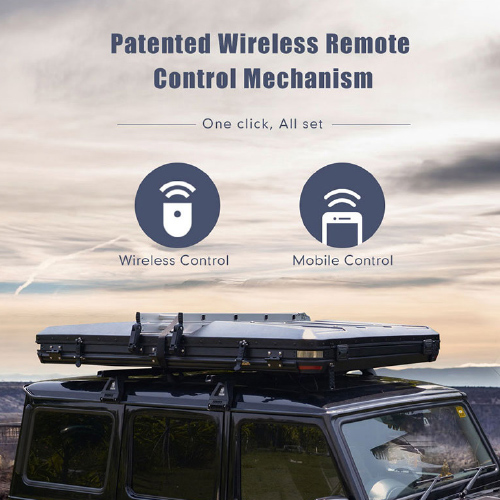 Patented Wireless Remote
Control Mechanism
One click, All set
Wireless Control
Mobile Control